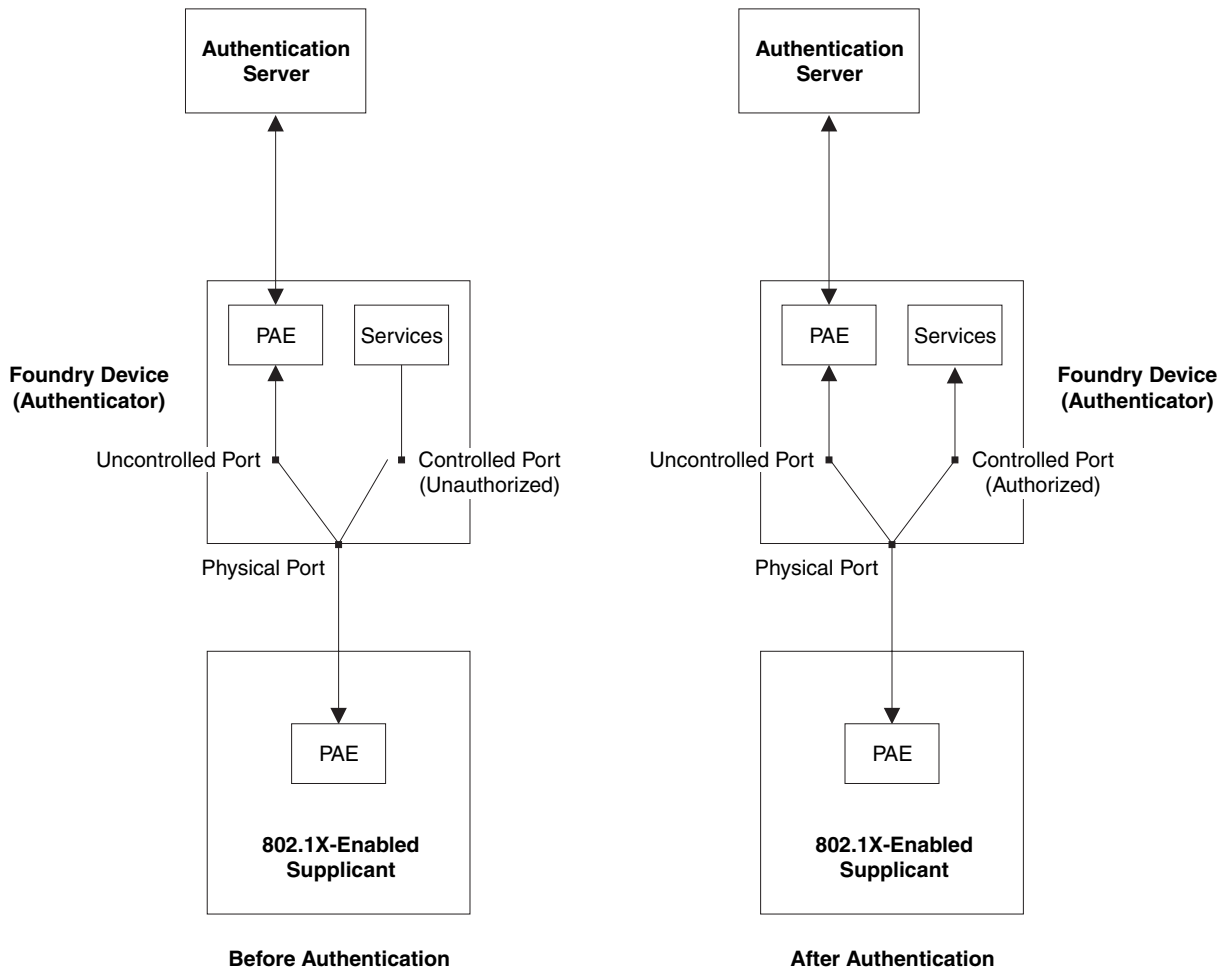 Authentication
Server
PAE
Services
Foundry Device
(Authenticator)
Uncontrolled Port
Controlled Port
(Unauthorized)
Physical Port
PAE
802.1X-Enabled
Supplicant
Before Authentication
Authentication
Server
PAE
Services
Foundry Device
(Authenticator)
Uncontrolled Port
Controlled Port
(Authorized)
Physical Port
PAE
802.1X-Enabled
Supplicant
After Authentication